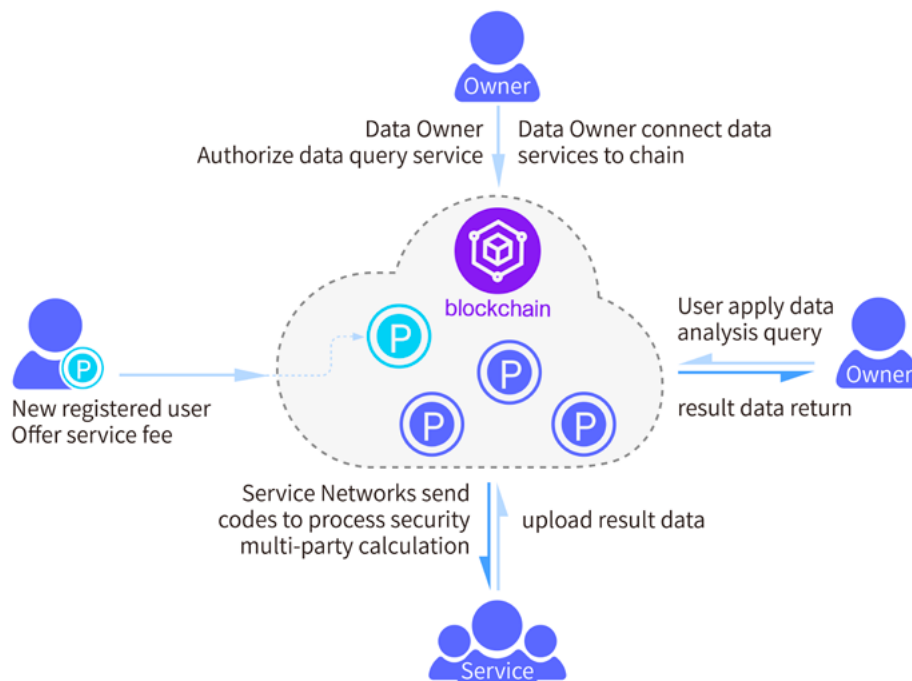 Owner
Data Owner
Authorize data query service
Data Owner connect data
services to chain
blockchain
P
P
P
P
P
New registered user
Offer service fee
User apply data
analysis query
Owner
result data return
Service Networks send
codes to process security
multi-party calculation
upload result data
Service